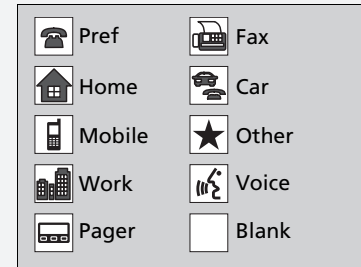 Pref
Fax
Home
Car
Mobile
Other
Work
Voice
Pager
Blank